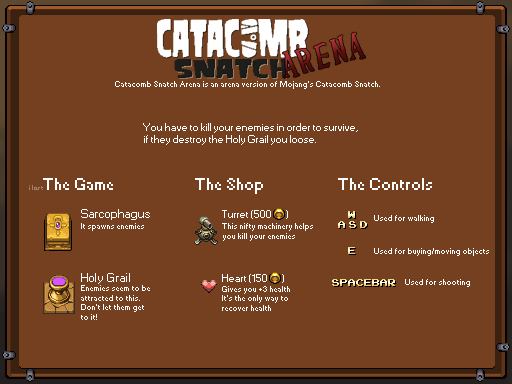 CATACOMB
SNATCH ARENA
Catacomb Snatch Arena is an arena version of Mojang's Catacomb Snatch.
You have to kill your enemies in order to survive,
if they destroy the Holy Grail you loose.
The Game
Sarcophagus
It spawns enemies
Holy Grail
Enemies seem to be
attracted to this.
Don't let them get
to it!
The Shop
Turret (500)
This nifty machinery helps
you kill your enemies
Heart (150)
Gives you +3 health
It's the only way to
recover health
The Controls
W
A S D
Used for walking
E
Used for buying/moving objects
SPACEBAR
Used for shooting